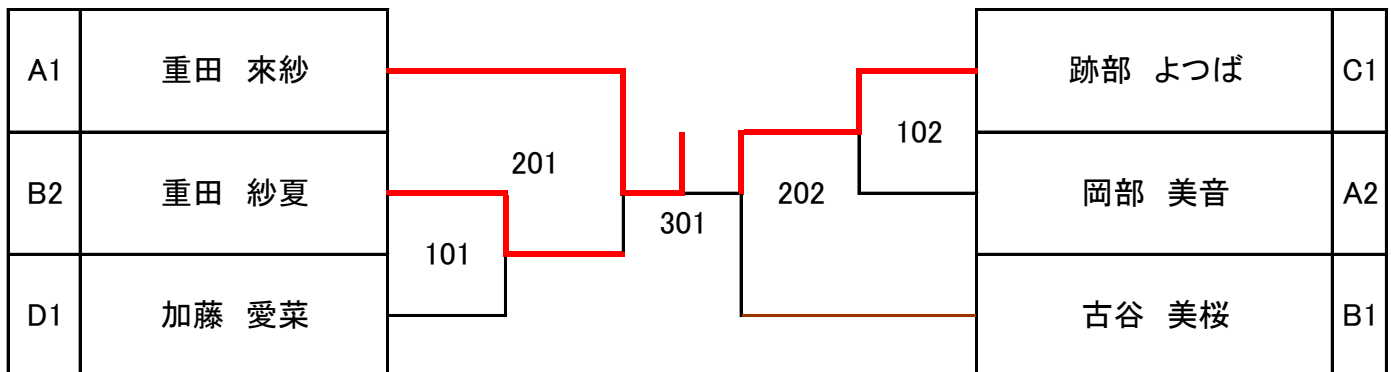 A1 重田 來紗
B2 重田 紗夏
D1 加藤 愛菜
201
101
301
202
102
跡部 よつば C1
岡部 美音 A2
古谷 美桜 B1